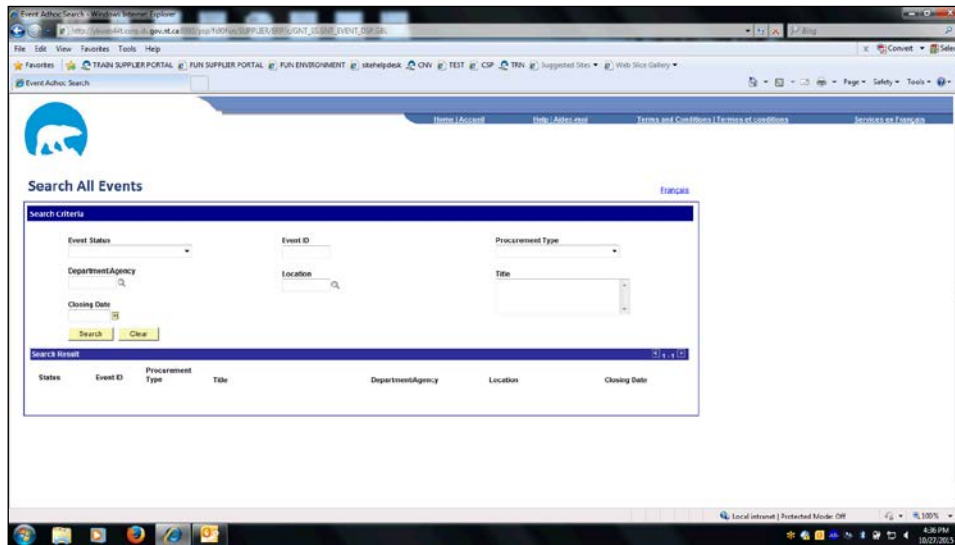 Event Adhoc Search - Windows Internet Explorer
Bing
File Edit View Favorites Tools Help
Convert
Favorites TRAIN SUPPLIER PORTAL FUN SUPPLIER PORTAL FUN ENVIRONMENT sitehelpdesk CNV TEST CSP TRN Suggested Sites Web Slice Gallery
Event Adhoc Search
Page Safety Tools
Home | Accueil Help | Aidez-moi Terms and Conditions | Termes et conditions Services en Français
Search All Events
Français
Search Criteria
Event Status Event ID Procurement Type
Department/Agency Location Title
Closing Date
Search Clear
Search Result 1 - 1
Status Event ID Procurement Type Title Department/Agency Location Closing Date
Local intranet | Protected Mode: Off 100%
4:36 PM
10/27/2015